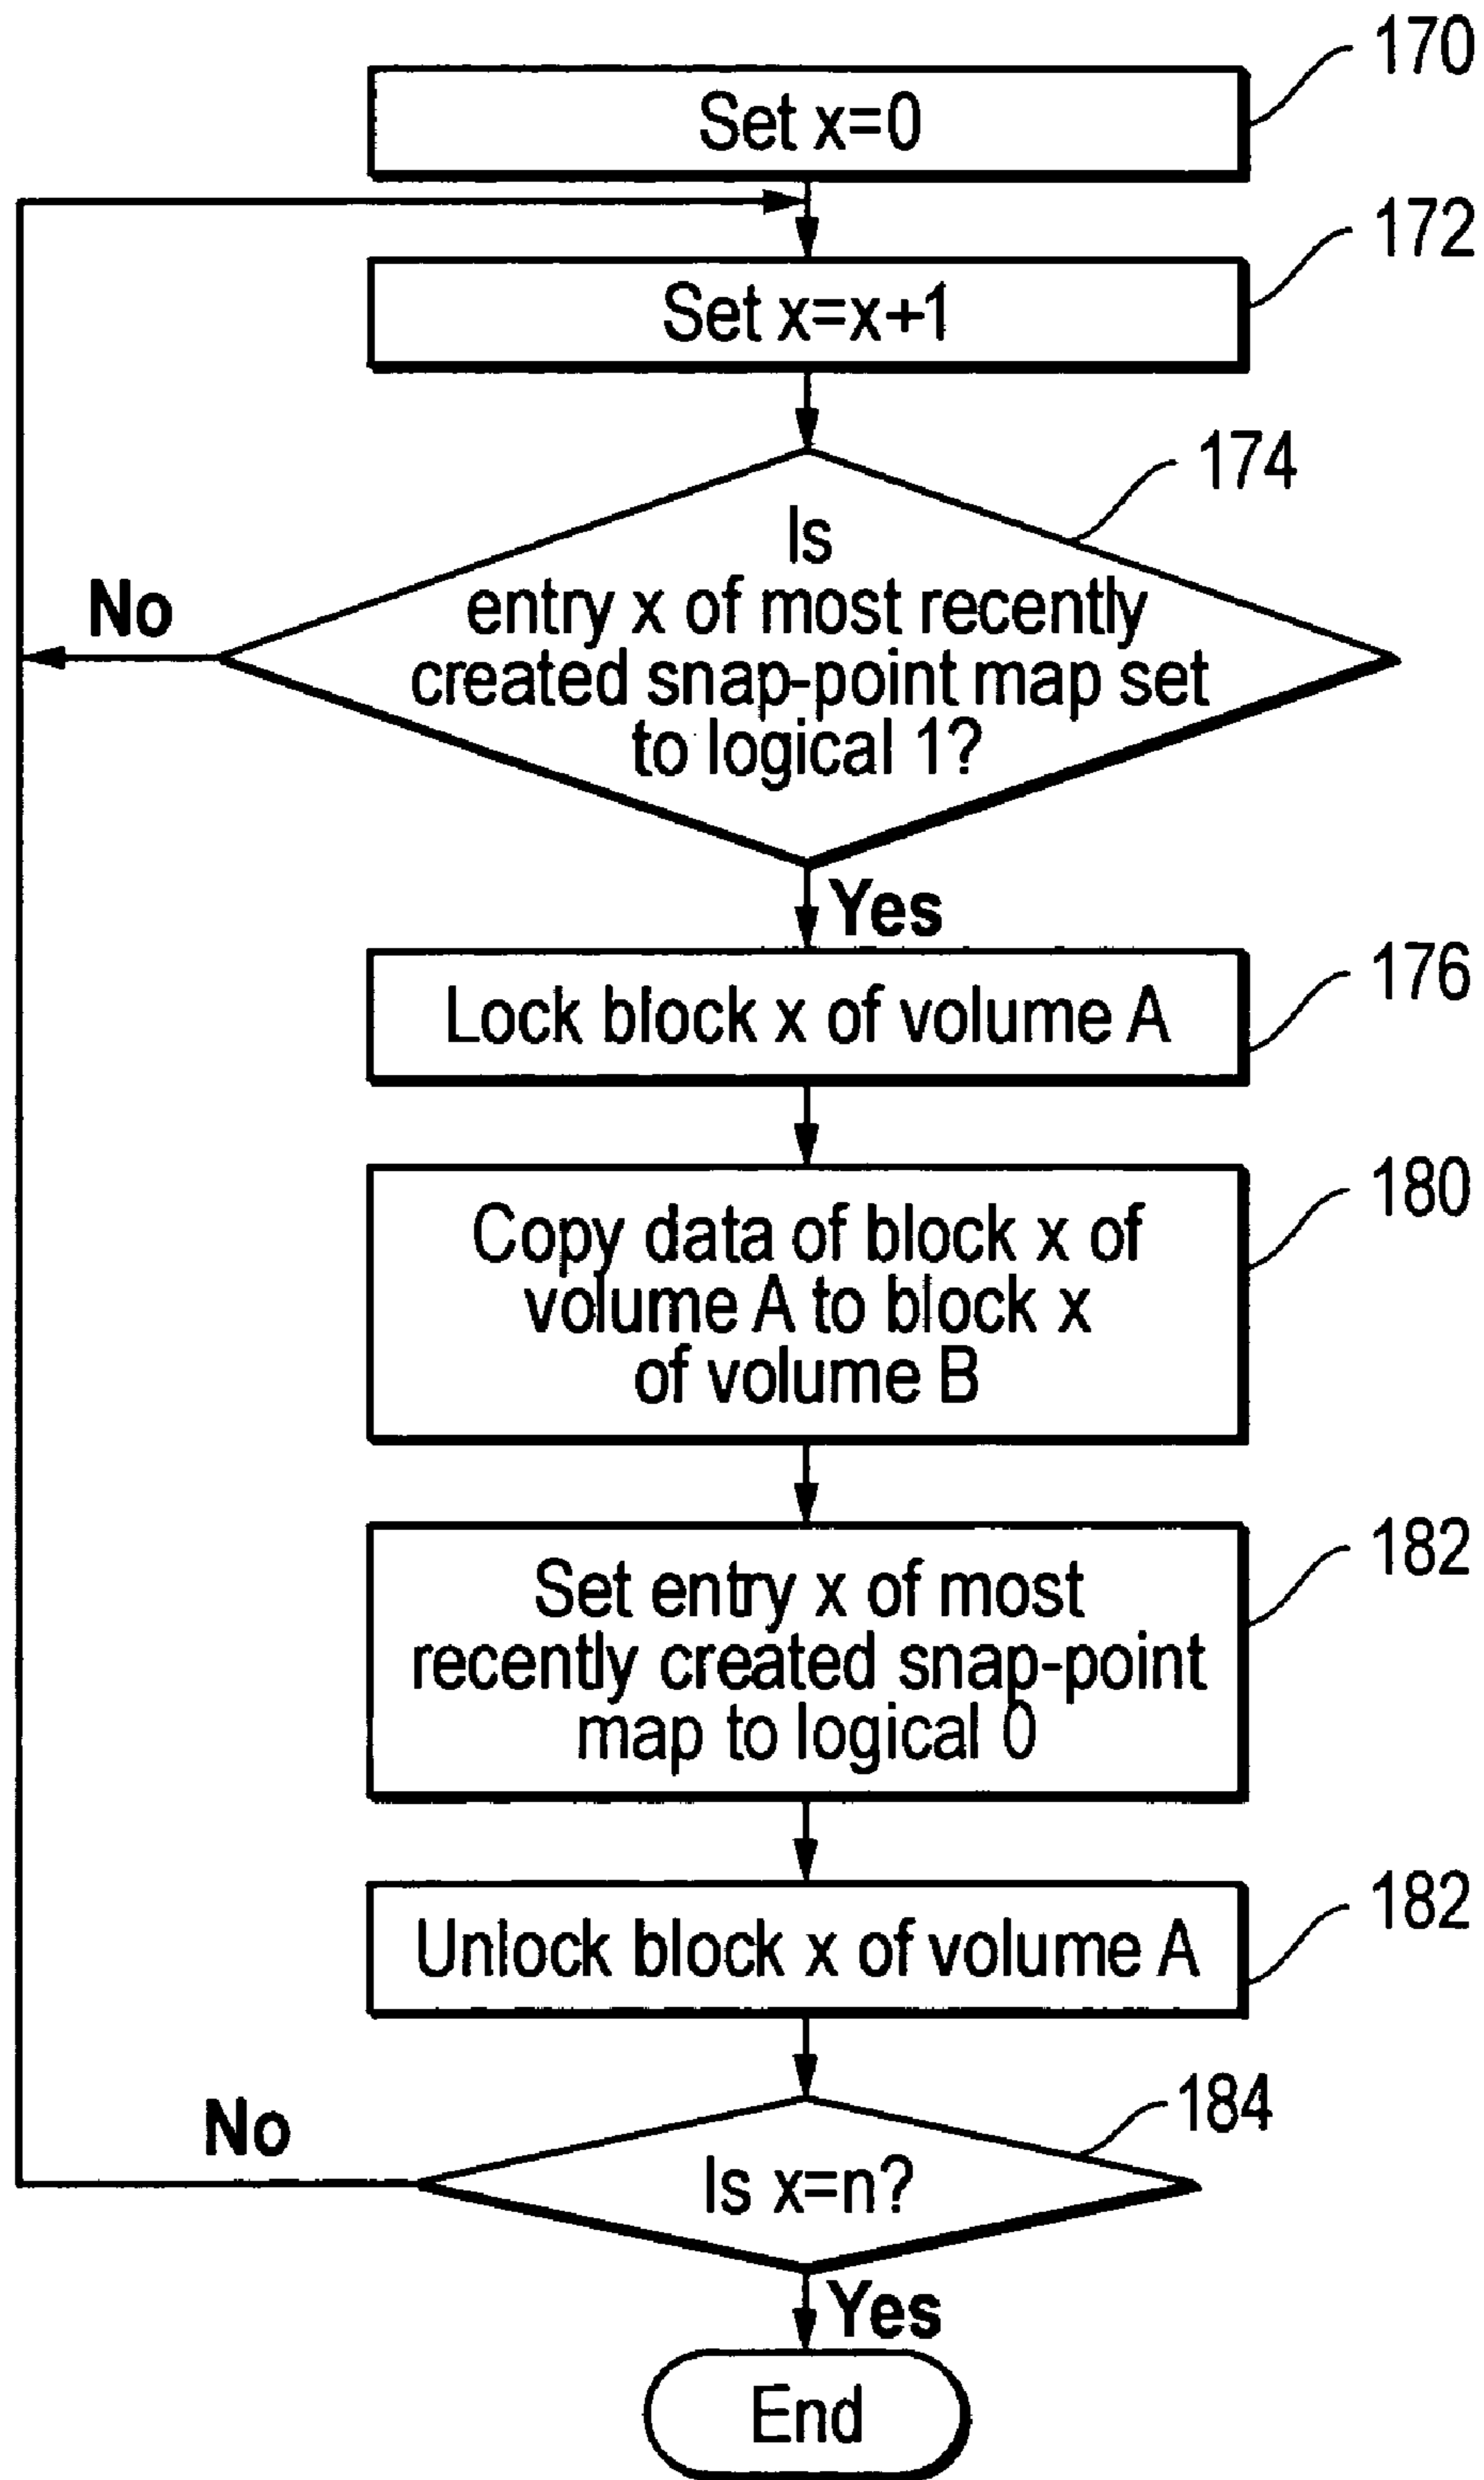 170
Set x=0
172
Set x=x+1
174
Is
entry x of most recently
created snap-point map set
to logical 1?
No
Yes
176
Lock block x of volume A
180
Copy data of block x of
volume A to block x
of volume B
182
Set entry x of most
recently created snap-point
map to logical 0
182
Unlock block x of volume A
184
No
Is x=n?
Yes
End